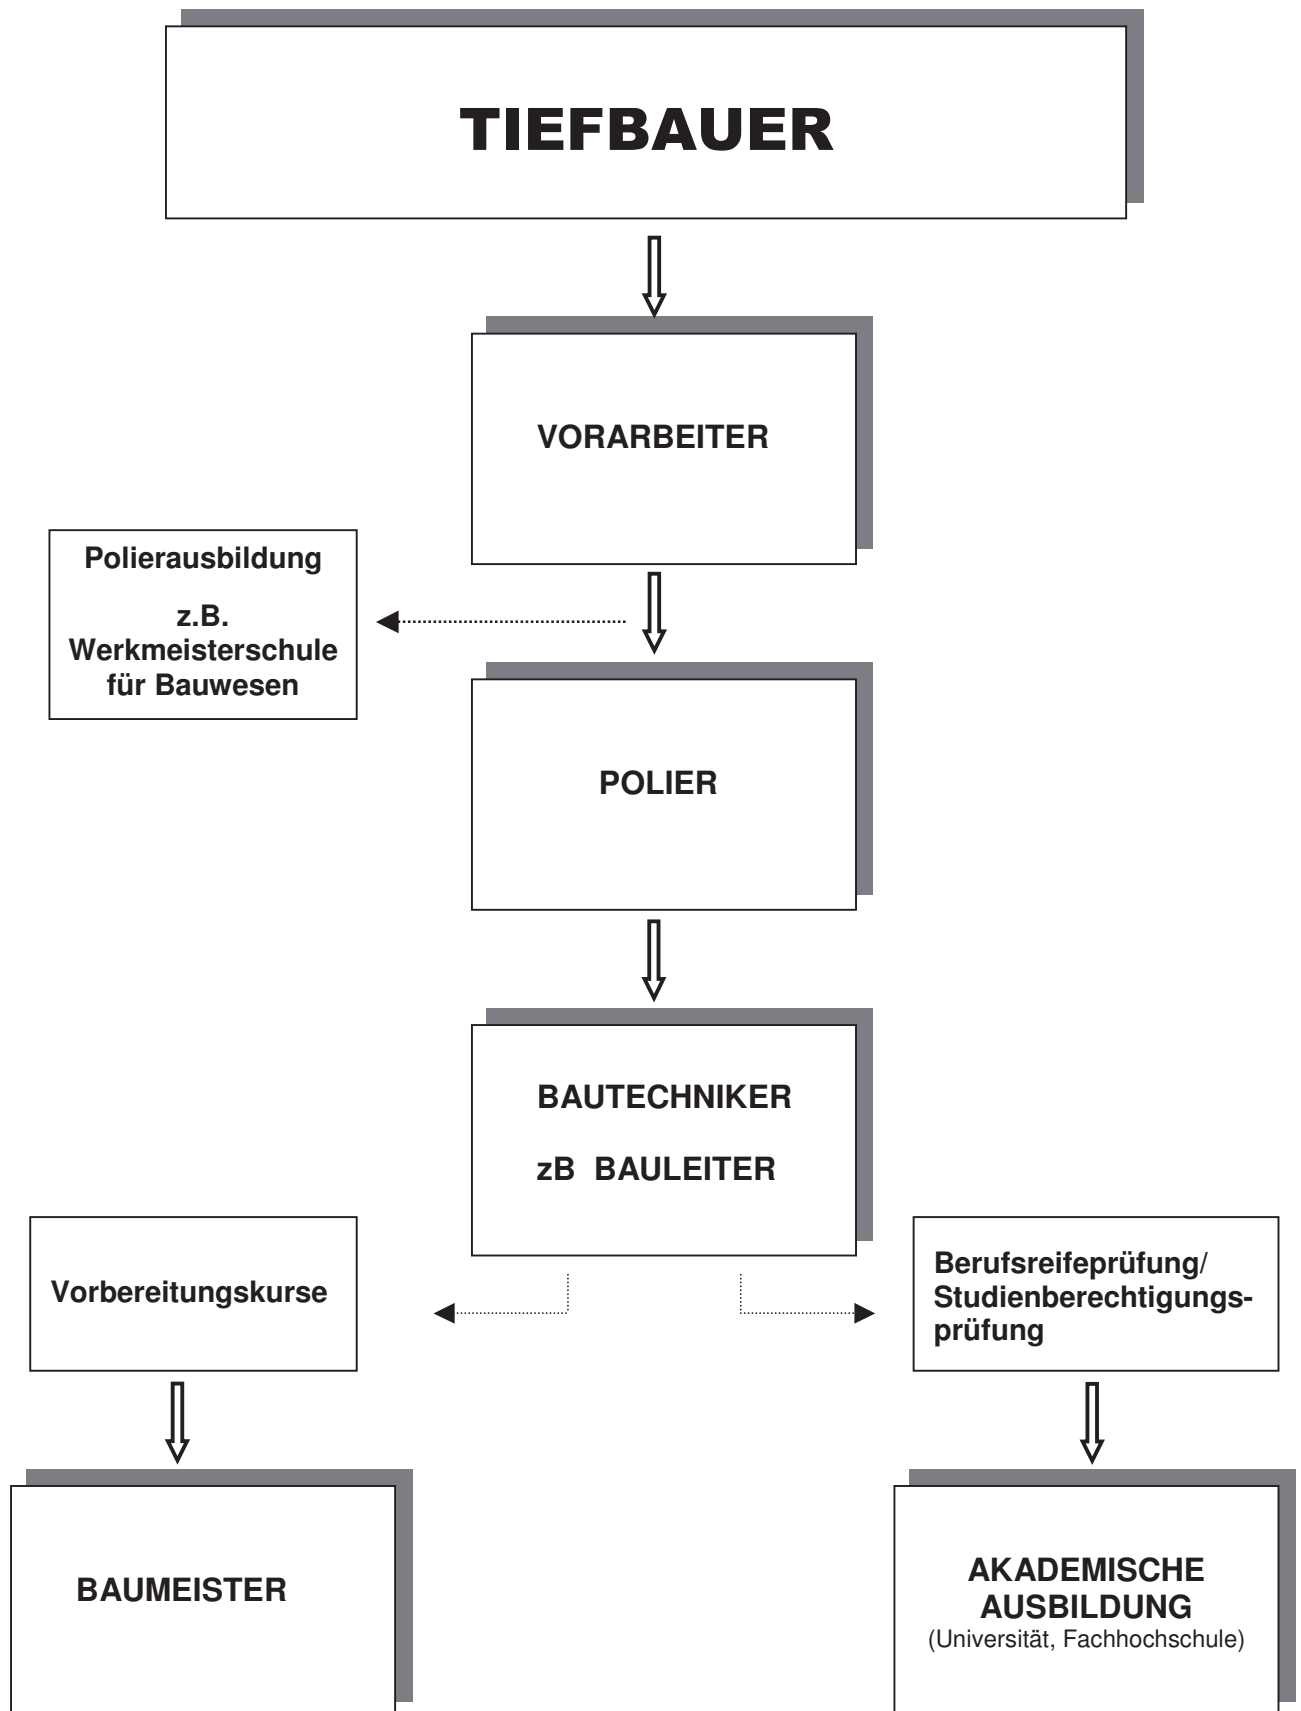 TIEFBAUER
VORARBEITER
Polierausbildung
z.B.
Werkmeisterschule
für Bauwesen
POLIER
BAUTECHNIKER
zB BAULEITER
Vorbereitungskurse
Berufsreifeprüfung/
Studienberechtigungs-
prüfung
BAUMEISTER
AKADEMISCHE
AUSBILDUNG
(Universität, Fachhochschule)